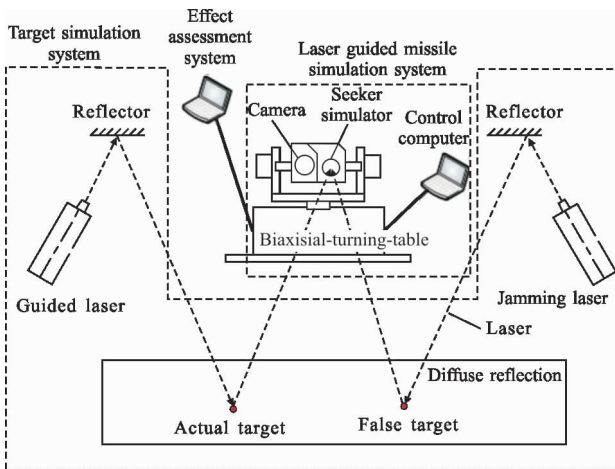 Target simulation
system
Effect
assessment
system
Laser guided missile
simulation system
Reflector
Camera
Seeker
simulator
Control
computer
Reflector
Biaxisial-turning-table
Guided laser
Jamming laser
Laser
Diffuse reflection
Actual target
False target